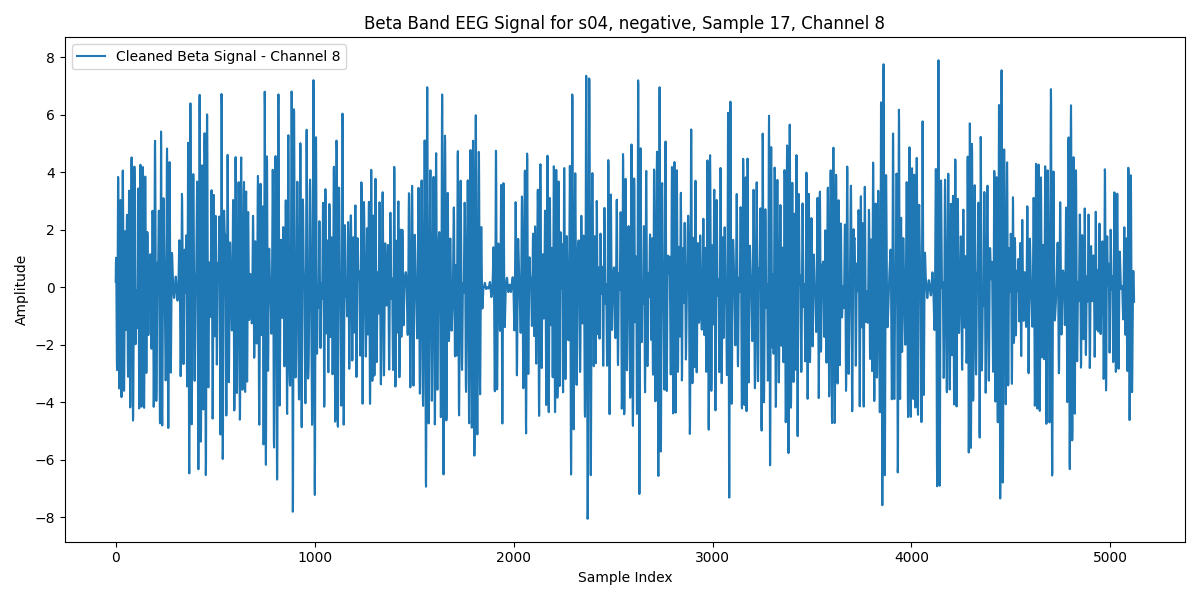 Beta Band EEG Signal for s04, negative, Sample 17, Channel 8
Cleaned Beta Signal - Channel 8
8
6
4
2
0
−2
−4
−6
−8
Amplitude
0 1000 2000 3000 4000 5000
Sample Index